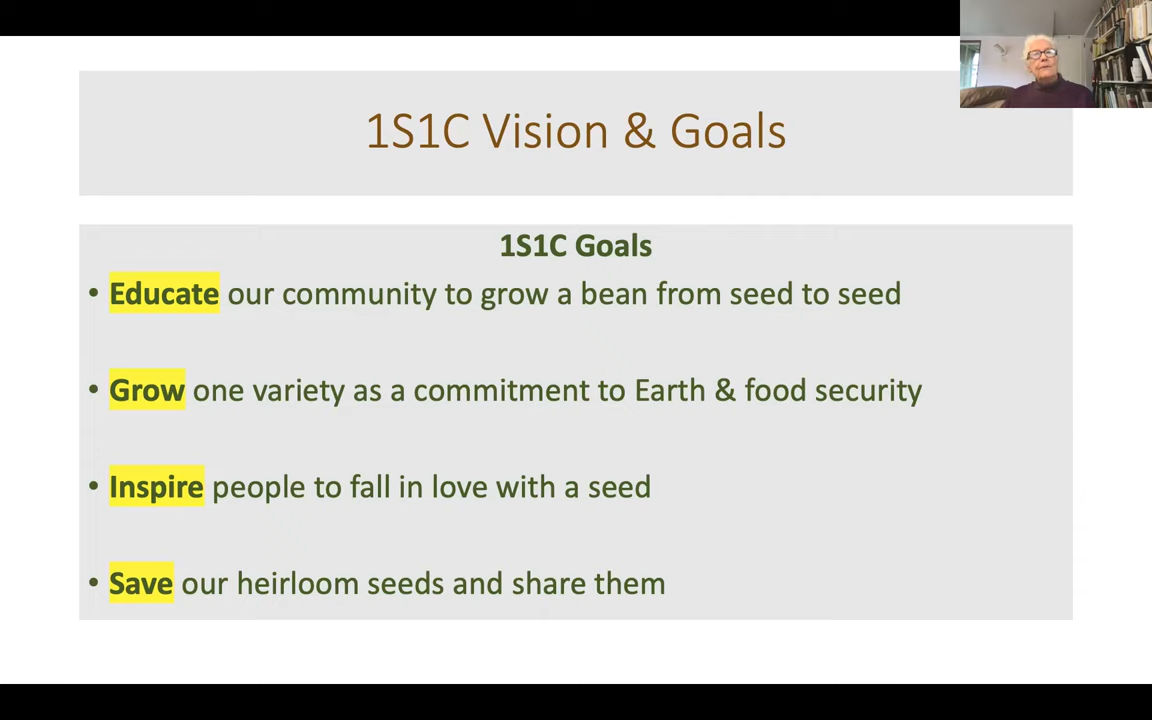 1S1C Vision & Goals
1S1C Goals
• Educate our community to grow a bean from seed to seed
• Grow one variety as a commitment to Earth & food security
• Inspire people to fall in love with a seed
• Save our heirloom seeds and share them